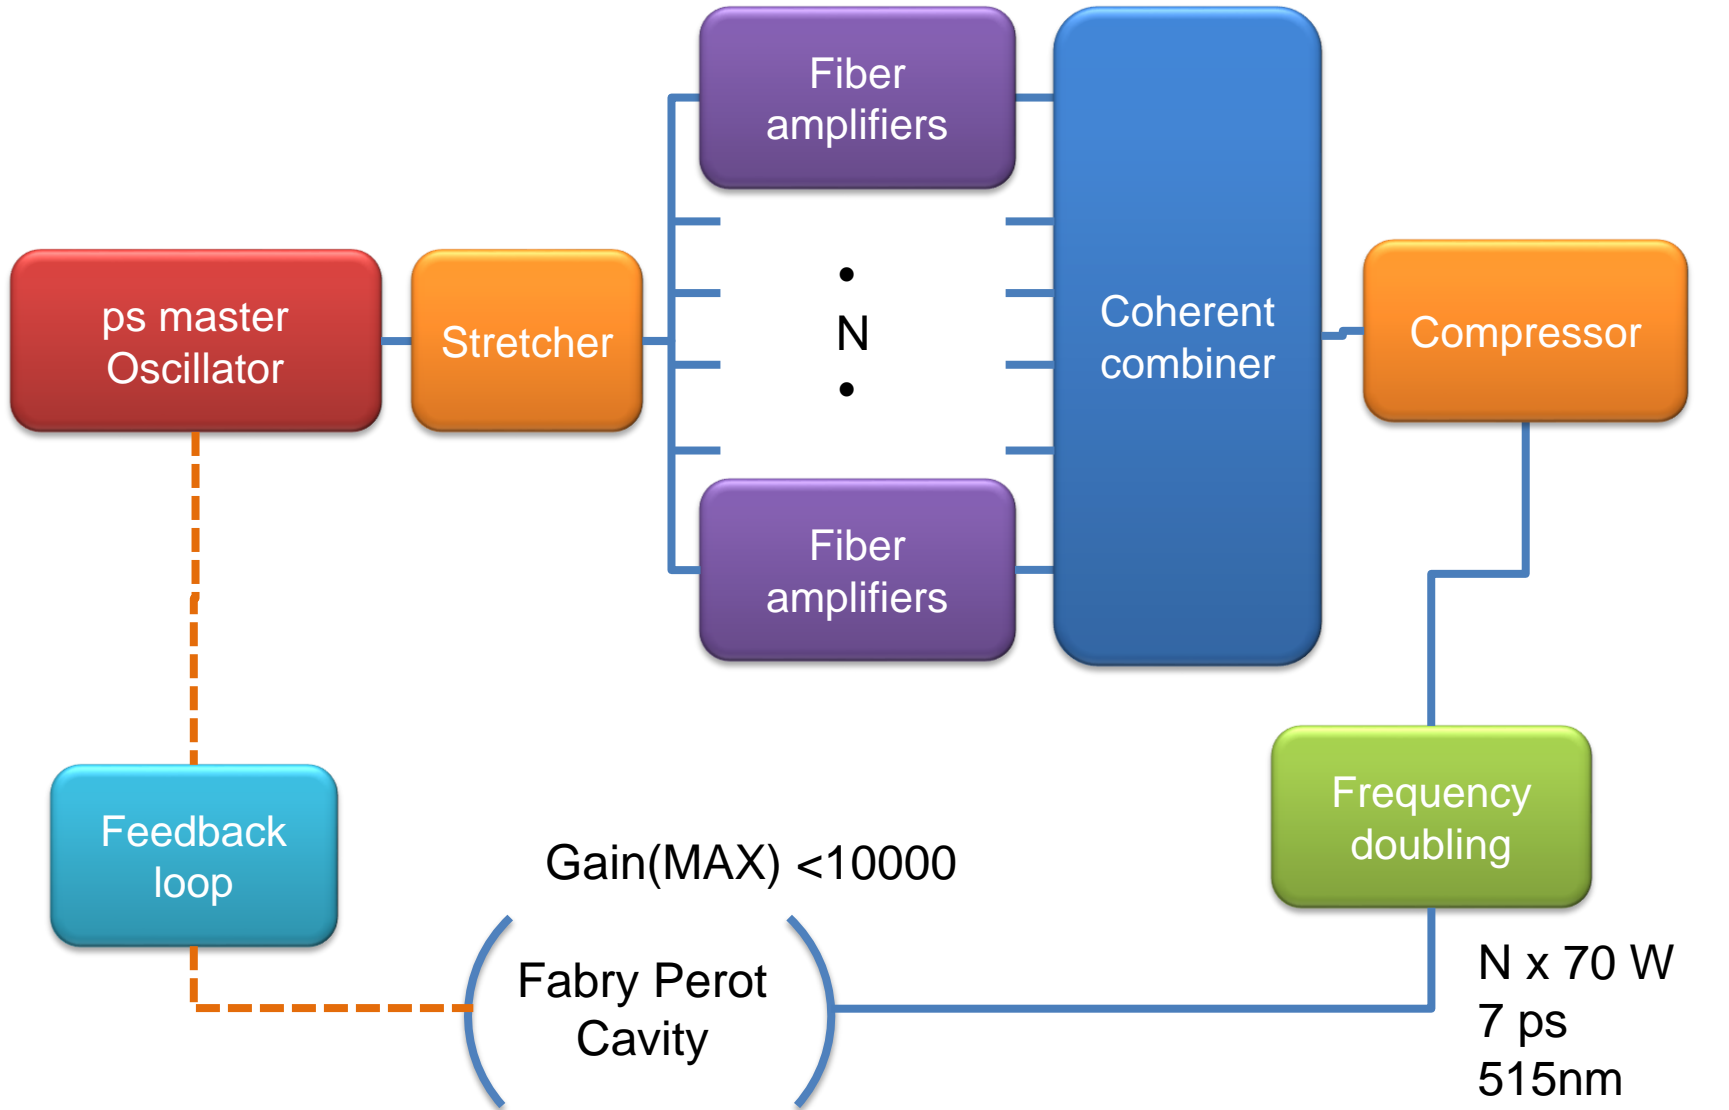 Fiber
amplifiers
ps master
Oscillator
Stretcher
•
N
•
Coherent
combiner
Compressor
Fiber
amplifiers
Feedback
loop
Frequency
doubling
Gain(MAX) <10000
Fabry Perot
Cavity
N x 70 W
7 ps
515nm